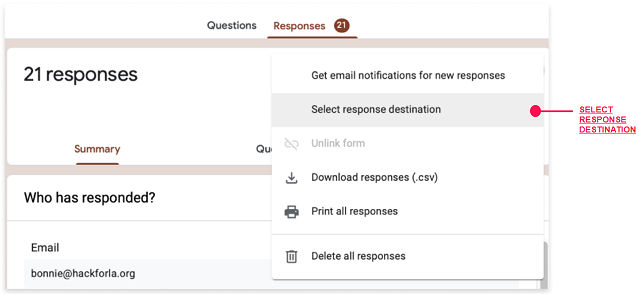 Questions
Responses 21
21 responses
Get email notifications for new responses
Select response destination
SELECT
RESPONSE
DESTINATION
Unlink form
Summary
Qu
Download responses (.csv)
Who has responded?
Print all responses
Email
Delete all responses
bonnie@hackforla.org